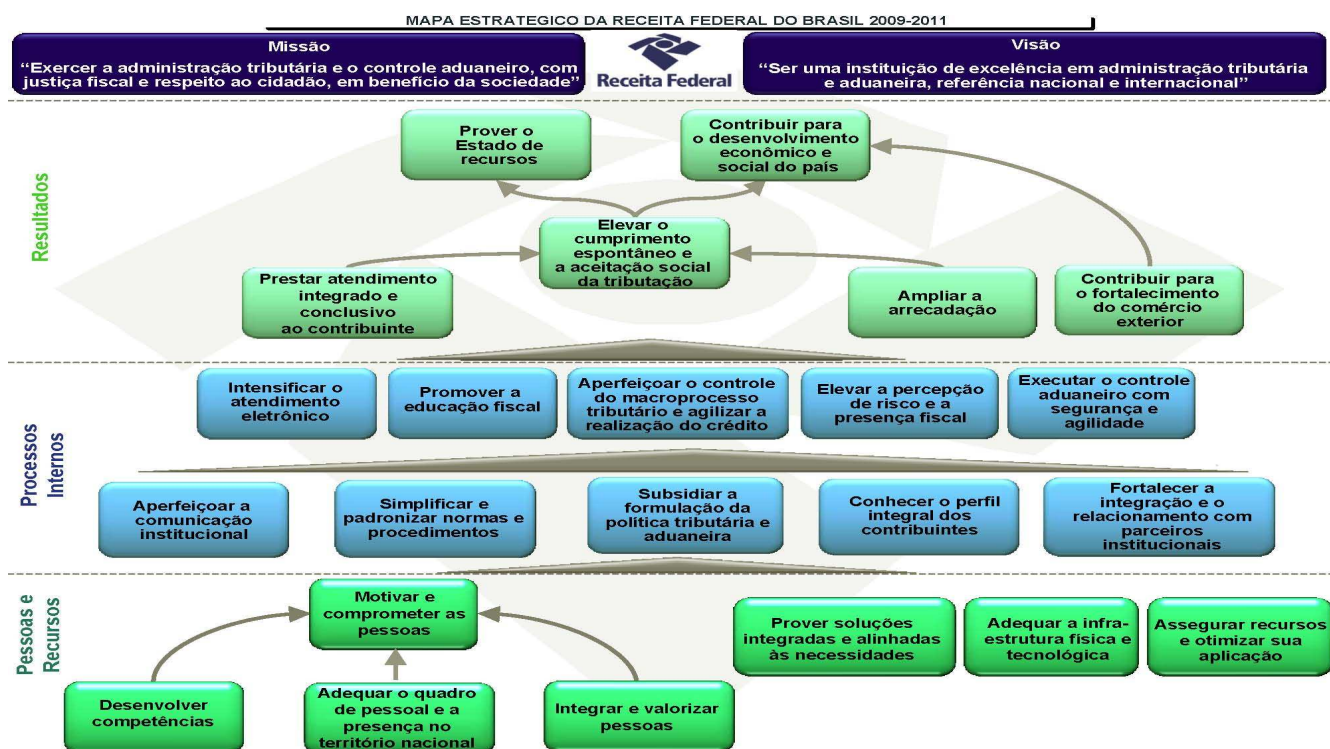 MAPA ESTRATEGICO DA RECEITA FEDERAL DO BRASIL 2009-2011
Missão
“Exercer a administração tributária e o controle aduaneiro, com
justiça fiscal e respeito ao cidadão, em benefício da sociedade”
Receita Federal
Visão
“Ser uma instituição de excelência em administração tributária
e aduaneira, referência nacional e internacional”
Resultados
Prover o
Estado de
recursos
Contribuir para
o desenvolvimento
econômico e
social do país
Elevar o
cumprimento
espontâneo e
a aceitação social
da tributação
Prestar atendimento
integrado e
conclusivo
ao contribuinte
Ampliar a
arrecadação
Contribuir para
o fortalecimento
do comércio
exterior
Processos
Internos
Intensificar o
atendimento
eletrônico
Promover a
educação fiscal
Aperfeiçoar o controle
do macroprocesso
tributário e agilizar a
realização do crédito
Elevar a percepção
de risco e a
presença fiscal
Executar o controle
aduaneiro com
segurança e
agilidade
Aperfeiçoar a
comunicação
institucional
Simplificar e
padronizar normas e
procedimentos
Subsidiar a
formulação da
política tributária e
aduaneira
Conhecer o perfil
integral dos
contribuintes
Fortalecer a
integração e o
relacionamento com
parceiros
institucionais
Pessoas e
Recursos
Motivar e
comprometer as
pessoas
Prover soluções
integradas e alinhadas
às necessidades
Adequar a infra-
estrutura física e
tecnológica
Assegurar recursos
e otimizar sua
aplicação
Desenvolver
competências
Adequar o quadro
de pessoal e a
presença no
território nacional
Integrar e valorizar
pessoas